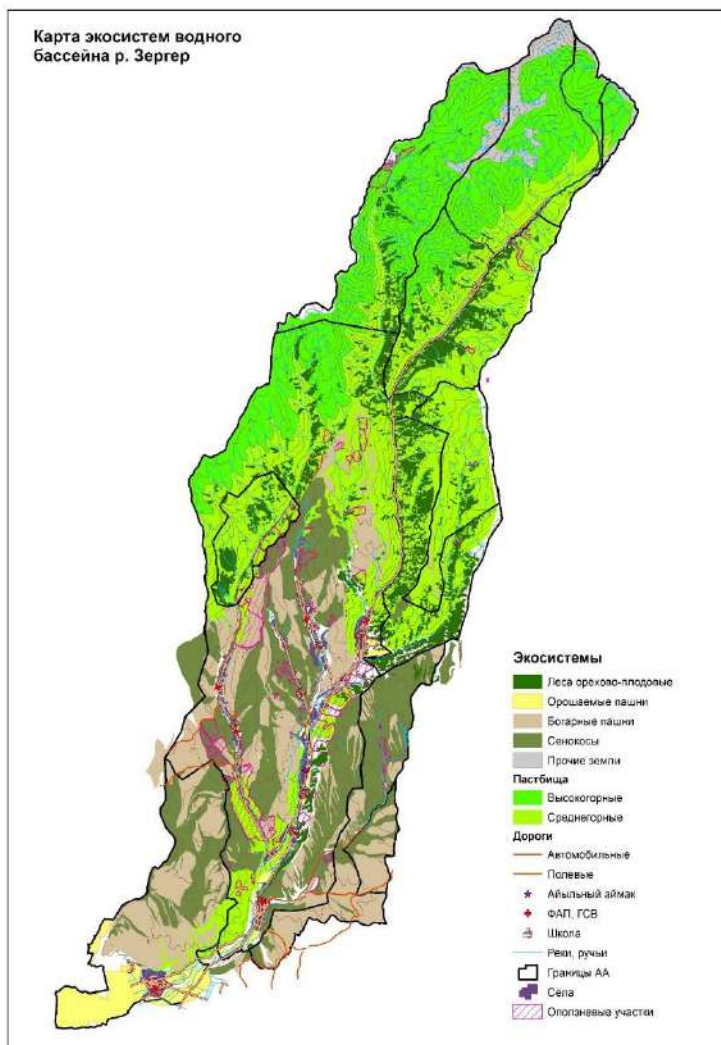 Карта экосистем водного
бассейна р. Зергер
Экосистемы
Леса орехово-плодовые
Орошаемые пашни
Богарные пашни
Сенокосы
Прочие земли
Пастбища
Высокогорные
Среднегорные
Дороги
Автомобильные
Полевые
Айыльный аймак
ФАП, ГСВ
Школа
Реки, ручьи
Границы АА
Сёла
Оползневые участки